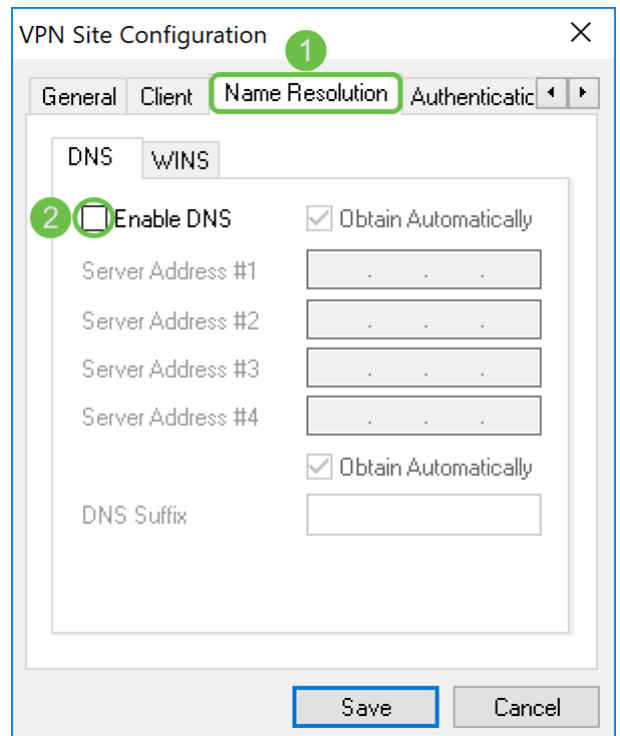 VPN Site Configuration
1
General Client Name Resolution Authenticatic
DNS WINS
2 Enable DNS Obtain Automatically
Server Address #1 . . .
Server Address #2 . . .
Server Address #3 . . .
Server Address #4 . . .
Obtain Automatically
DNS Suffix
Save Cancel